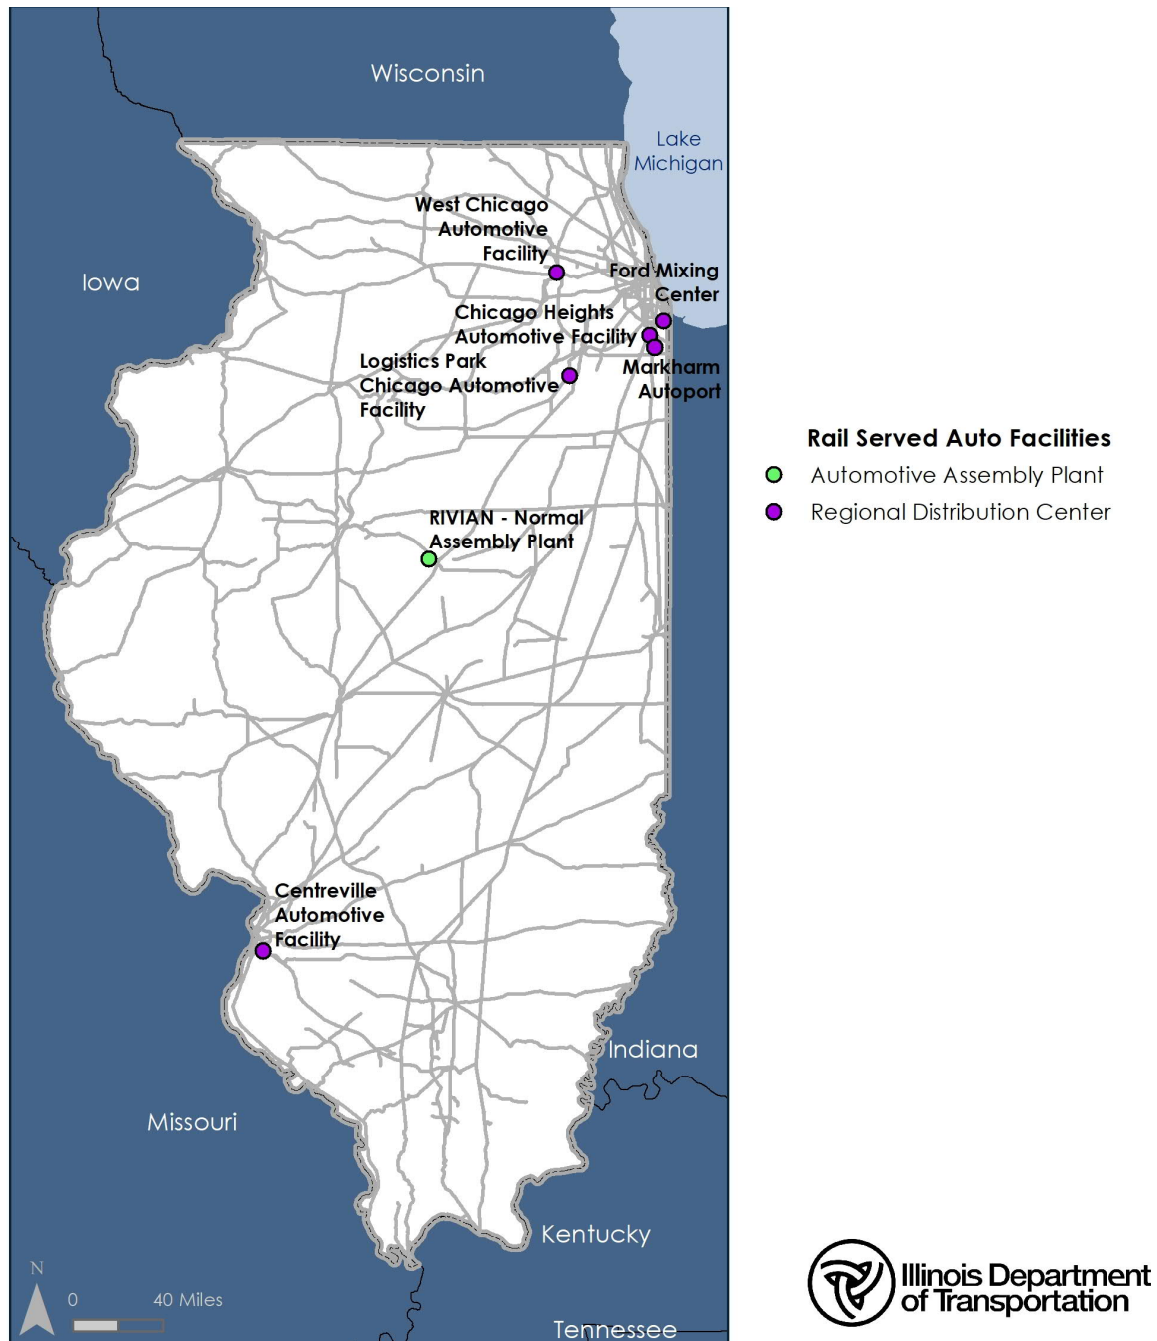 Wisconsin
Lake
Michigan
West Chicago
Automotive
Facility
Iowa
Ford Mixing
Center
Chicago Heights
Automotive Facility
Logistics Park
Chicago Automotive
Facility
Markharm
Autoport
Rail Served Auto Facilities
Automotive Assembly Plant
Regional Distribution Center
RIVIAN - Normal
Assembly Plant
Centreville
Automotive
Facility
Indiana
Missouri
Kentucky
N
0 40 Miles
Tennessee
Illinois Department
of Transportation